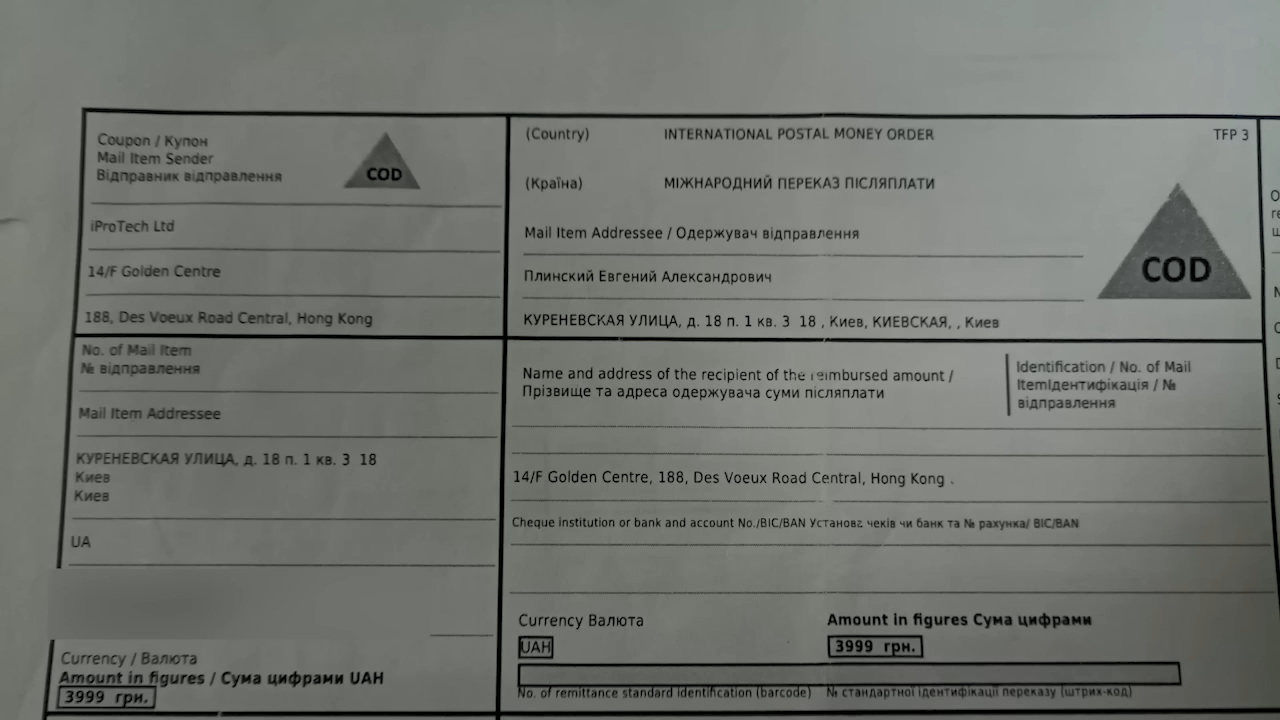 Coupon / Купон
Mail Item Sender
Відправник відправлення
COD
iProTech Ltd
14/F Golden Centre
188, Des Voeux Road Central, Hong Kong
No. of Mail Item
№ відправлення
Mail Item Addressee
КУРЕНЕВСКАЯ УЛИЦА, д. 18 п. 1 кв. 3 18
Киев
Киев
UA
Currency / Валюта
Amount in figures / Сума цифрами UAH
3999 грн.
(Country) INTERNATIONAL POSTAL MONEY ORDER TFP 3
(Країна) МІЖНАРОДНИЙ ПЕРЕКАЗ ПІСЛЯПЛАТИ
Mail Item Addressee / Одержувач відправлення
COD
Плинский Евгений Александрович
КУРЕНЕВСКАЯ УЛИЦА, д. 18 п. 1 кв. 3 18 , Киев, КИЕВСКАЯ, , Киев
Name and address of the recipient of the reimbursed amount /
Прізвище та адреса одержувача суми післяплати
Identification / No. of Mail
ItemІдентифікація / №
відправлення
14/F Golden Centre, 188, Des Voeux Road Central, Hong Kong .
Cheque institution or bank and account No./BIC/BAN Установа чеків чи банк та № рахунка/ BIC/BAN
Currency Валюта
Amount in figures Сума цифрами
UAH
3999 грн.
No. of remittance standard identification (barcode) № стандартної ідентифікації переказу (штрих-код)